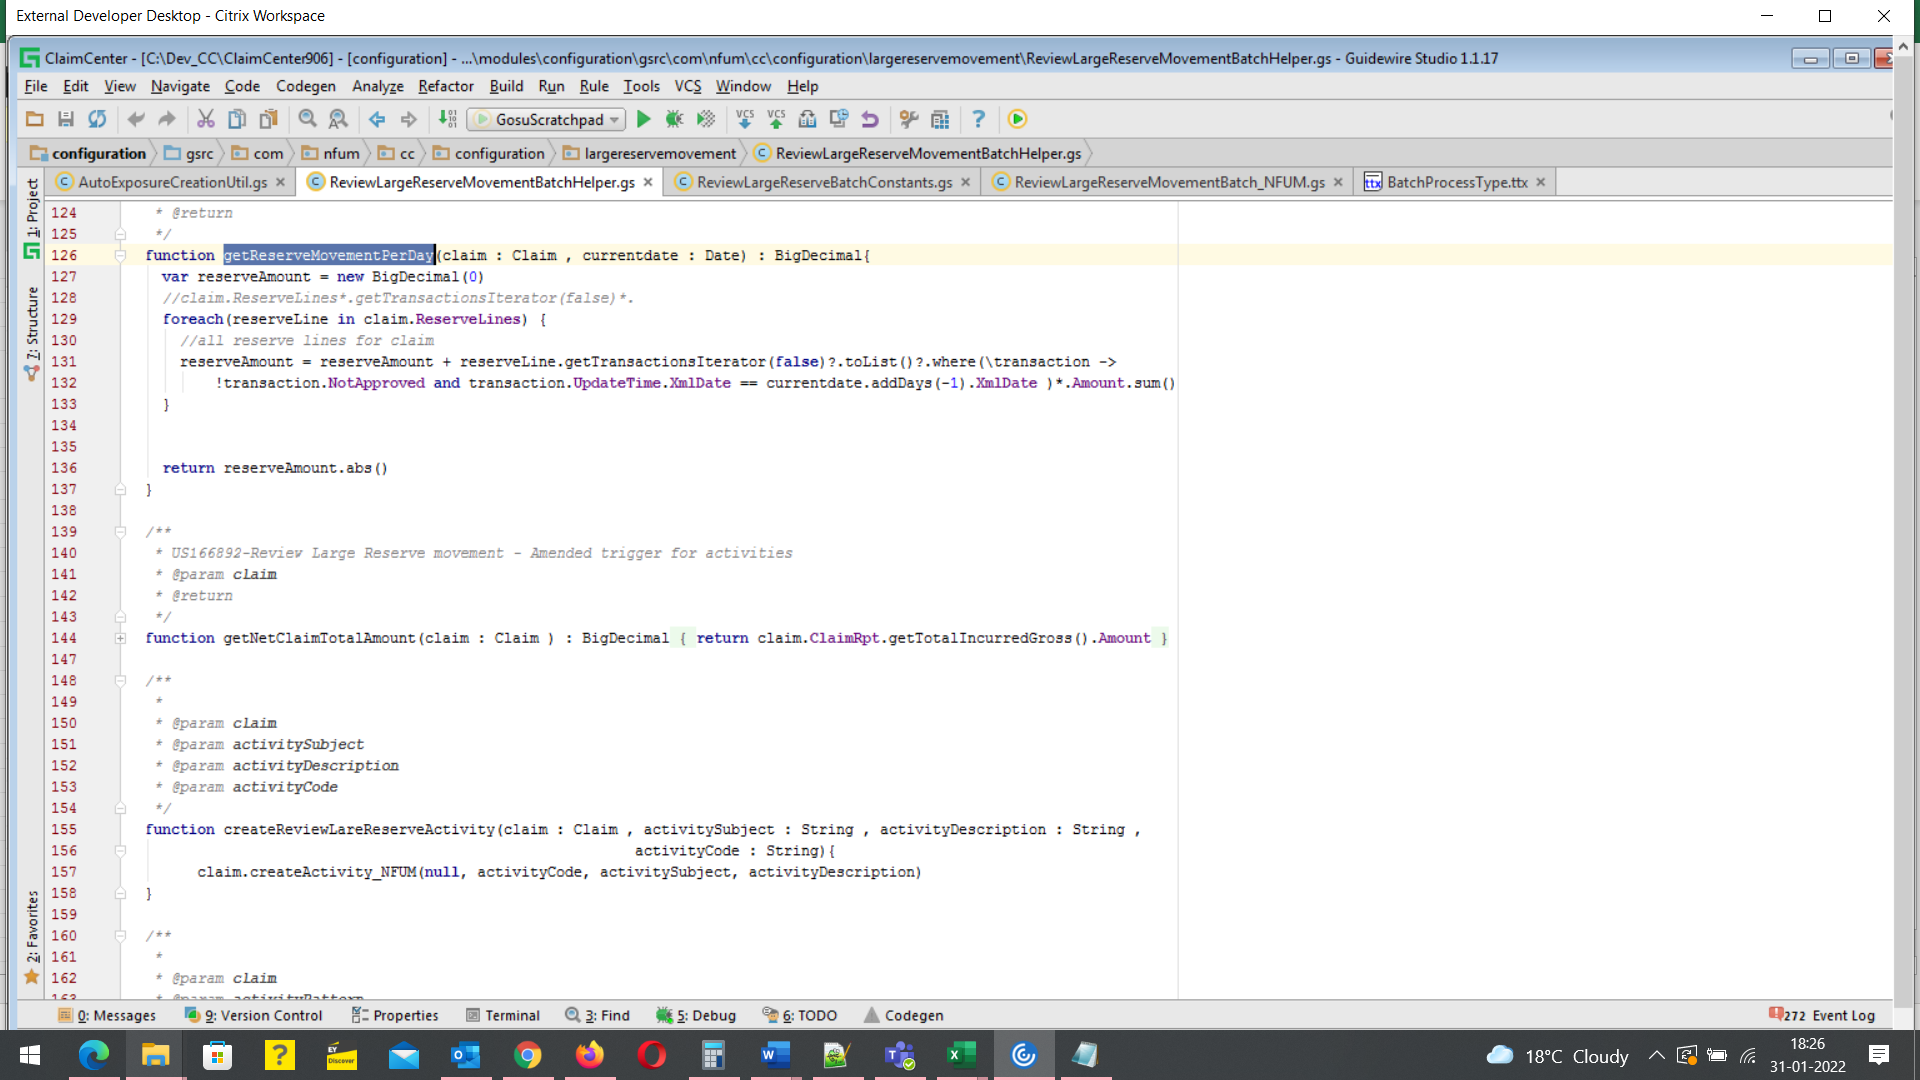 External Developer Desktop - Citrix Workspace
ClaimCenter - [C:\Dev_CC\ClaimCenter906] - [configuration] - ...\modules\configuration\gsrc\com\nfum\cc\configuration\largereservemovement\ReviewLargeReserveMovementBatchHelper.gs - Guidewire Studio 1.1.17
File Edit View Navigate Code Codegen Analyze Refactor Build Run Rule Tools VCS Window Help
GosuScratchpad VCS VCS ?
configuration gsrc com nfum cc configuration largereservemovement ReviewLargeReserveMovementBatchHelper.gs
AutoExposureCreationUtil.gs ReviewLargeReserveMovementBatchHelper.gs ReviewLargeReserveBatchConstants.gs ReviewLargeReserveMovementBatch_NFUM.gs ttx BatchProcessType.ttx
1: Project
7: Structure
2: Favorites
124 * @return
125 */
126 function getReserveMovementPerDay(claim : Claim , currentdate : Date) : BigDecimal{
127 var reserveAmount = new BigDecimal(0)
128 //claim.ReserveLines*.getTransactionsIterator(false)*.
129 foreach(reserveLine in claim.ReserveLines) {
130 //all reserve lines for claim
131 reserveAmount = reserveAmount + reserveLine.getTransactionsIterator(false)?.toList()?.where(\transaction ->
132 !transaction.NotApproved and transaction.UpdateTime.XmlDate == currentdate.addDays(-1).XmlDate )*.Amount.sum()
133 }
134
135
136 return reserveAmount.abs()
137 }
138
139 /**
140 * US166892-Review Large Reserve movement - Amended trigger for activities
141 * @param claim
142 * @return
143 */
144 function getNetClaimTotalAmount(claim : Claim ) : BigDecimal { return claim.ClaimRpt.getTotalIncurredGross().Amount }
147
148 /**
149 *
150 * @param claim
151 * @param activitySubject
152 * @param activityDescription
153 * @param activityCode
154 */
155 function createReviewLareReserveActivity(claim : Claim , activitySubject : String , activityDescription : String ,
156 activityCode : String){
157 claim.createActivity_NFUM(null, activityCode, activitySubject, activityDescription)
158 }
159
160 /**
161 *
162 * @param claim
163 * @param activityPattern
0: Messages 9: Version Control Properties Terminal 3: Find 5: Debug 6: TODO Codegen 272 Event Log
EY Discover
18°C Cloudy
18:26
31-01-2022